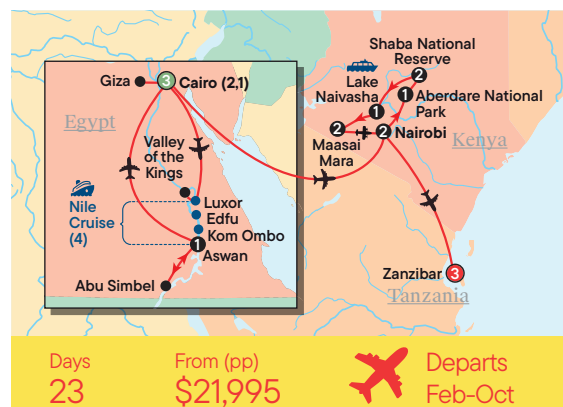 Shaba National
Reserve
2
Giza
3
Cairo (2,1)
Lake
Naivasha
1
1
Aberdare National
Park
Egypt
Valley
of the
Kings
2
Maasai
Mara
2
Nairobi
Kenya
Nile
Cruise
(4)
Luxor
Edfu
Kom Ombo
1
Aswan
Abu Simbel
Zanzibar
3
Tanzania
Days
23
From (pp)
$21,995
Departs
Feb-Oct